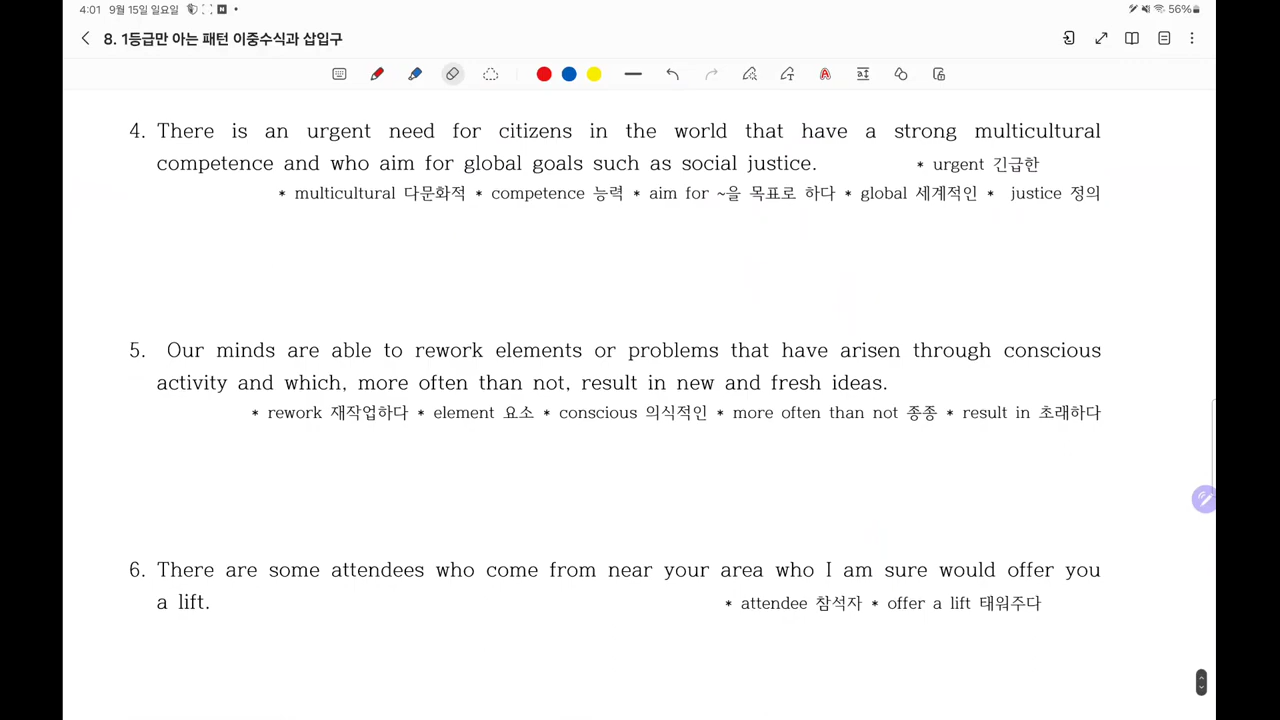 4:01 9월 15일 일요일
56%
8. 1등급만 아는 패턴 이중수식과 삽입구
4. There is an urgent need for citizens in the world that have a strong multicultural
competence and who aim for global goals such as social justice. * urgent 긴급한
* multicultural 다문화적 * competence 능력 * aim for ~을 목표로 하다 * global 세계적인 * justice 정의
5. Our minds are able to rework elements or problems that have arisen through conscious
activity and which, more often than not, result in new and fresh ideas.
* rework 재작업하다 * element 요소 * conscious 의식적인 * more often than not 종종 * result in 초래하다
6. There are some attendees who come from near your area who I am sure would offer you
a lift. * attendee 참석자 * offer a lift 태워주다